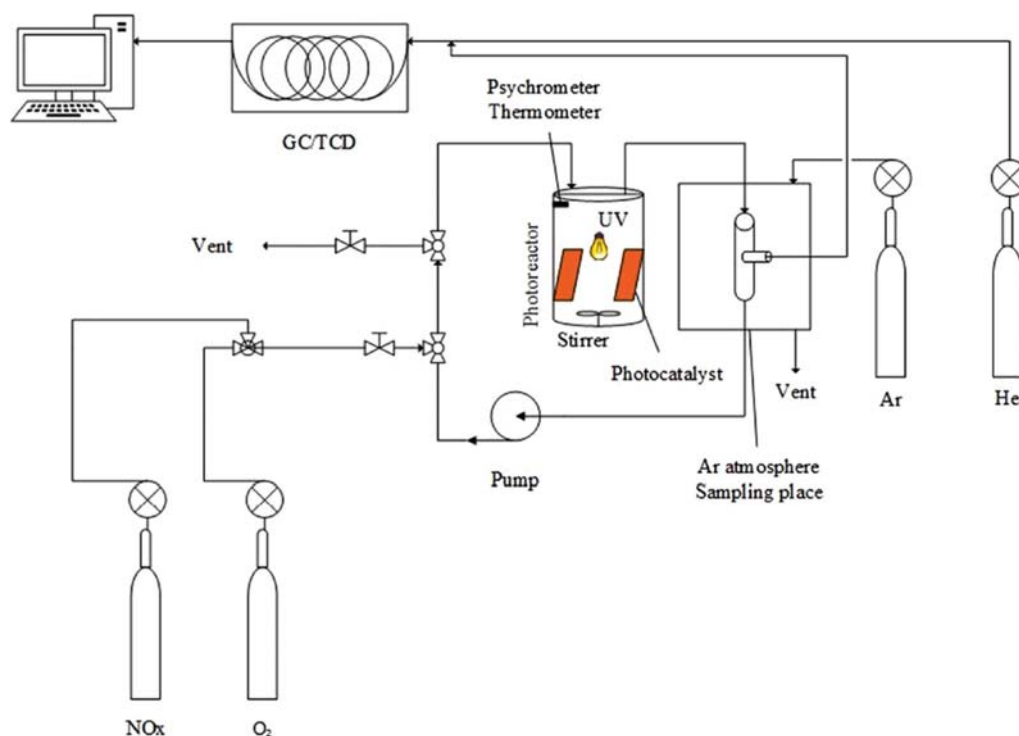 Psychrometer
Thermometer
GC/TCD
UV
Vent
Photoreactor
Stirrer
Photocatalyst
Vent
Ar
He
Ar atmosphere
Sampling place
Pump
NOx
O₂